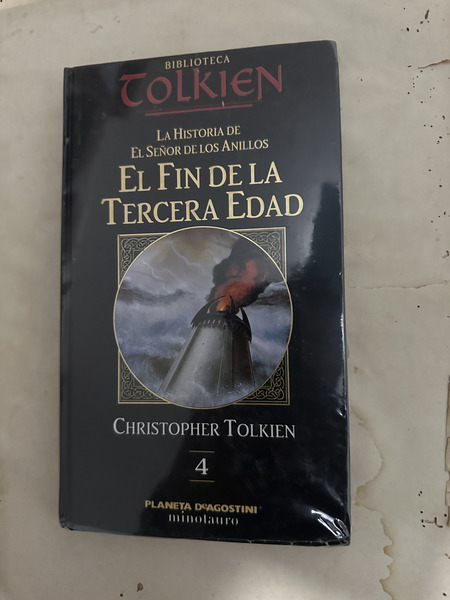 BIBLIOTECA
TOLKIEN
LA HISTORIA DE
EL SEÑOR DE LOS ANILLOS
EL FIN DE LA
TERCERA EDAD
CHRISTOPHER TOLKIEN
4
PLANETA DEAGOSTINI
minotauro